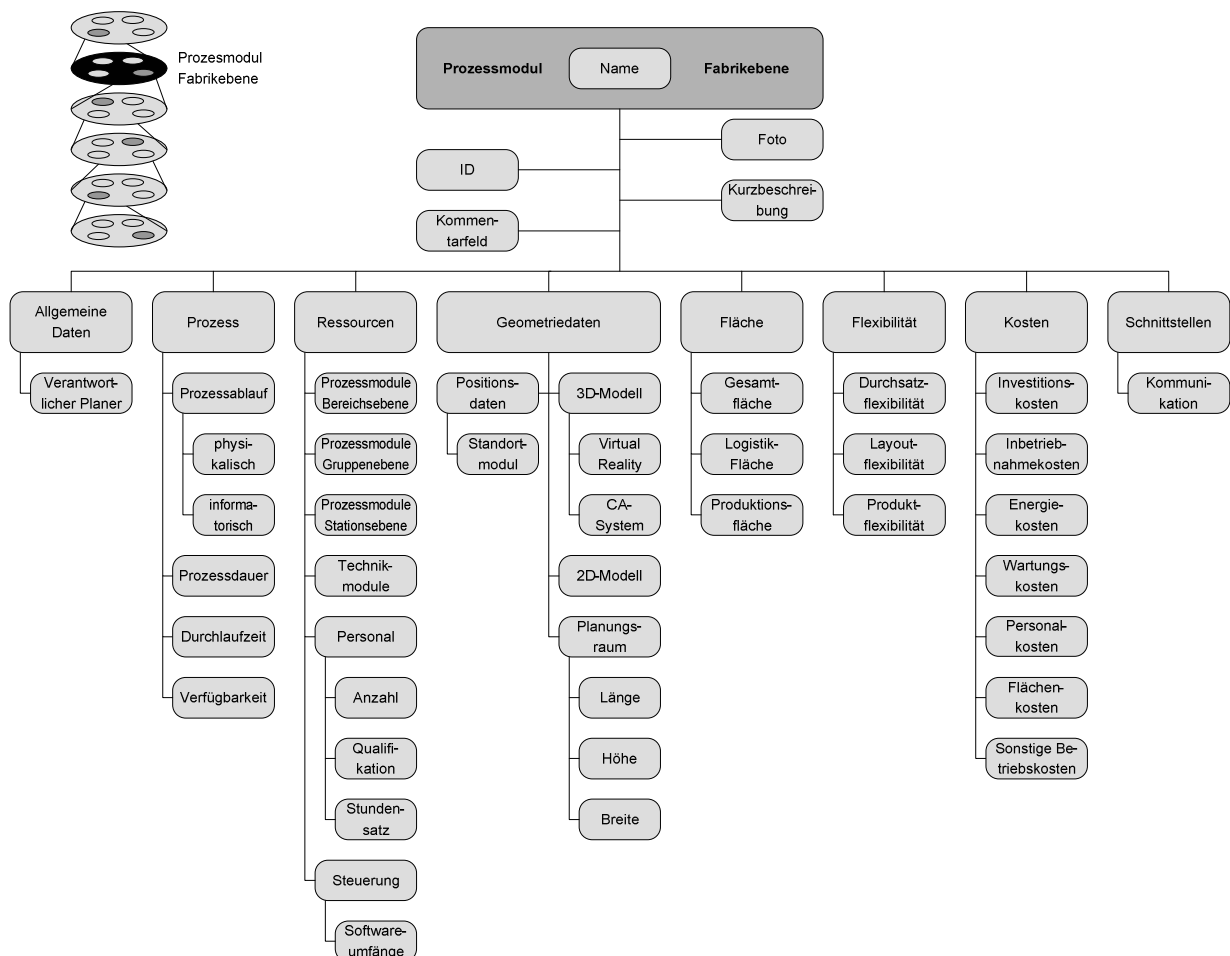 Prozesmodul
Fabrikebene
Prozessmodul
Name
Fabrikebene
Foto
ID
Kurzbeschrei-
bung
Kommen-
tarfeld
Allgemeine
Daten
Prozess
Ressourcen
Geometriedaten
Fläche
Flexibilität
Kosten
Schnittstellen
Verantwort-
licher Planer
Prozessablauf
physi-
kalisch
informa-
torisch
Prozessdauer
Durchlaufzeit
Verfügbarkeit
Prozessmodule
Bereichsebene
Prozessmodule
Gruppenebene
Prozessmodule
Stationsebene
Technik-
module
Personal
Anzahl
Qualifi-
kation
Stunden-
satz
Steuerung
Software-
umfänge
Positions-
daten
Standort-
modul
3D-Modell
Virtual
Reality
CA-
System
2D-Modell
Planungs-
raum
Länge
Höhe
Breite
Gesamt-
fläche
Logistik-
Fläche
Produktions-
fläche
Durchsatz-
flexibilität
Layout-
flexibilität
Produkt-
flexibilität
Investitions-
kosten
Inbetrieb-
nahmekosten
Energie-
kosten
Wartungs-
kosten
Personal-
kosten
Flächen-
kosten
Sonstige Be-
triebskosten
Kommuni-
kation